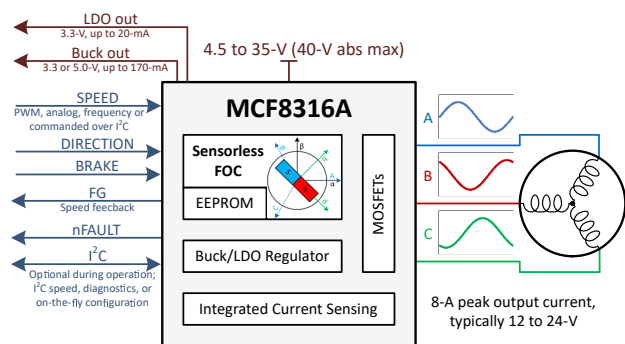 LDO out
3.3-V, up to 20-mA
Buck out
3.3 or 5.0-V, up to 170-mA
4.5 to 35-V (40-V abs max)
SPEED
PWM, analog, frequency or
commanded over I²C
DIRECTION
BRAKE
FG
Speed feecback
nFAULT
I²C
Optional during operation;
I²C speed, diagnostics, or
on-the-fly configuration
MCF8316A
Sensorless
FOC
EEPROM
β
B
q
A
α
S
N
C
d
MOSFETs
Buck/LDO Regulator
Integrated Current Sensing
A
B
C
8-A peak output current,
typically 12 to 24-V